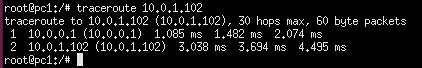 root@pc1:/# traceroute 10.0.1.102
traceroute to 10.0.1.102 (10.0.1.102), 30 hops max, 60 byte packets
 1  10.0.0.1 (10.0.0.1)  1.085 ms  1.482 ms  2.074 ms
 2  10.0.1.102 (10.0.1.102)  3.038 ms  3.694 ms  4.495 ms
root@pc1:/#